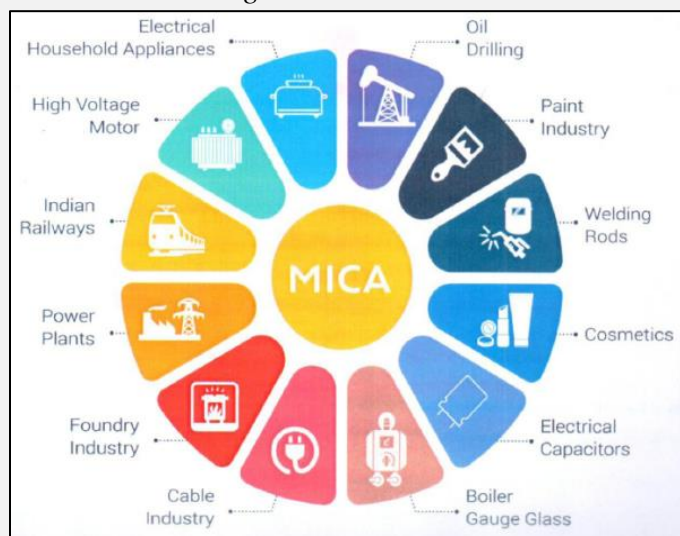 Electrical
Household Appliances
Oil
Drilling
High Voltage
Motor
Paint
Industry
Indian
Railways
Welding
Rods
MICA
Power
Plants
Cosmetics
Foundry
Industry
Electrical
Capacitors
Cable
Industry
Boiler
Gauge Glass